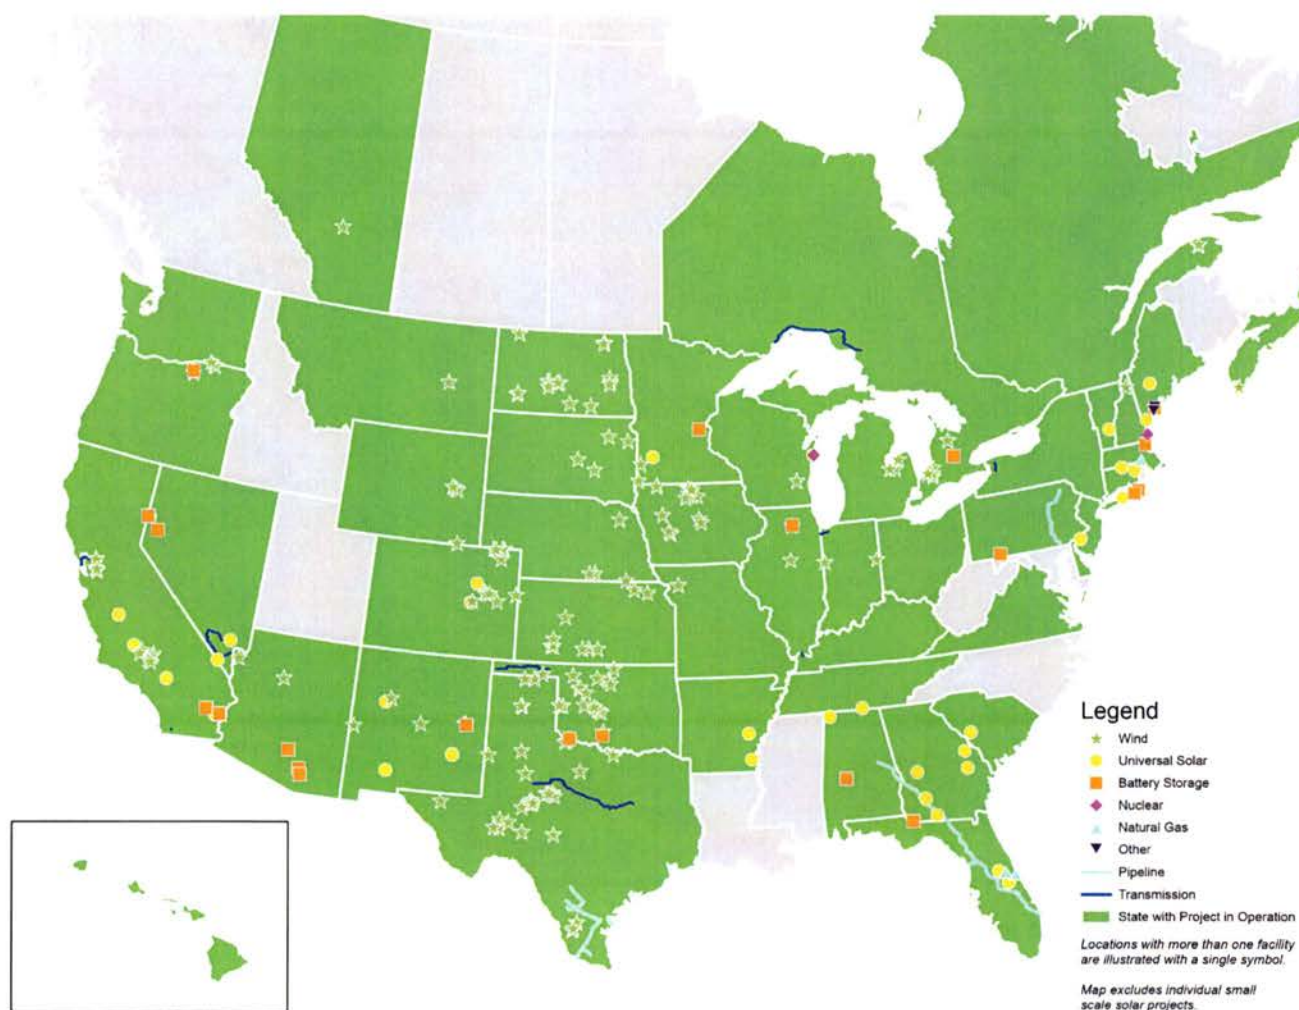 Legend
Wind
Universal Solar
Battery Storage
Nuclear
Natural Gas
Other
Pipeline
Transmission
State with Project in Operation
Locations with more than one facility
are illustrated with a single symbol.
Map excludes individual small
scale solar projects.